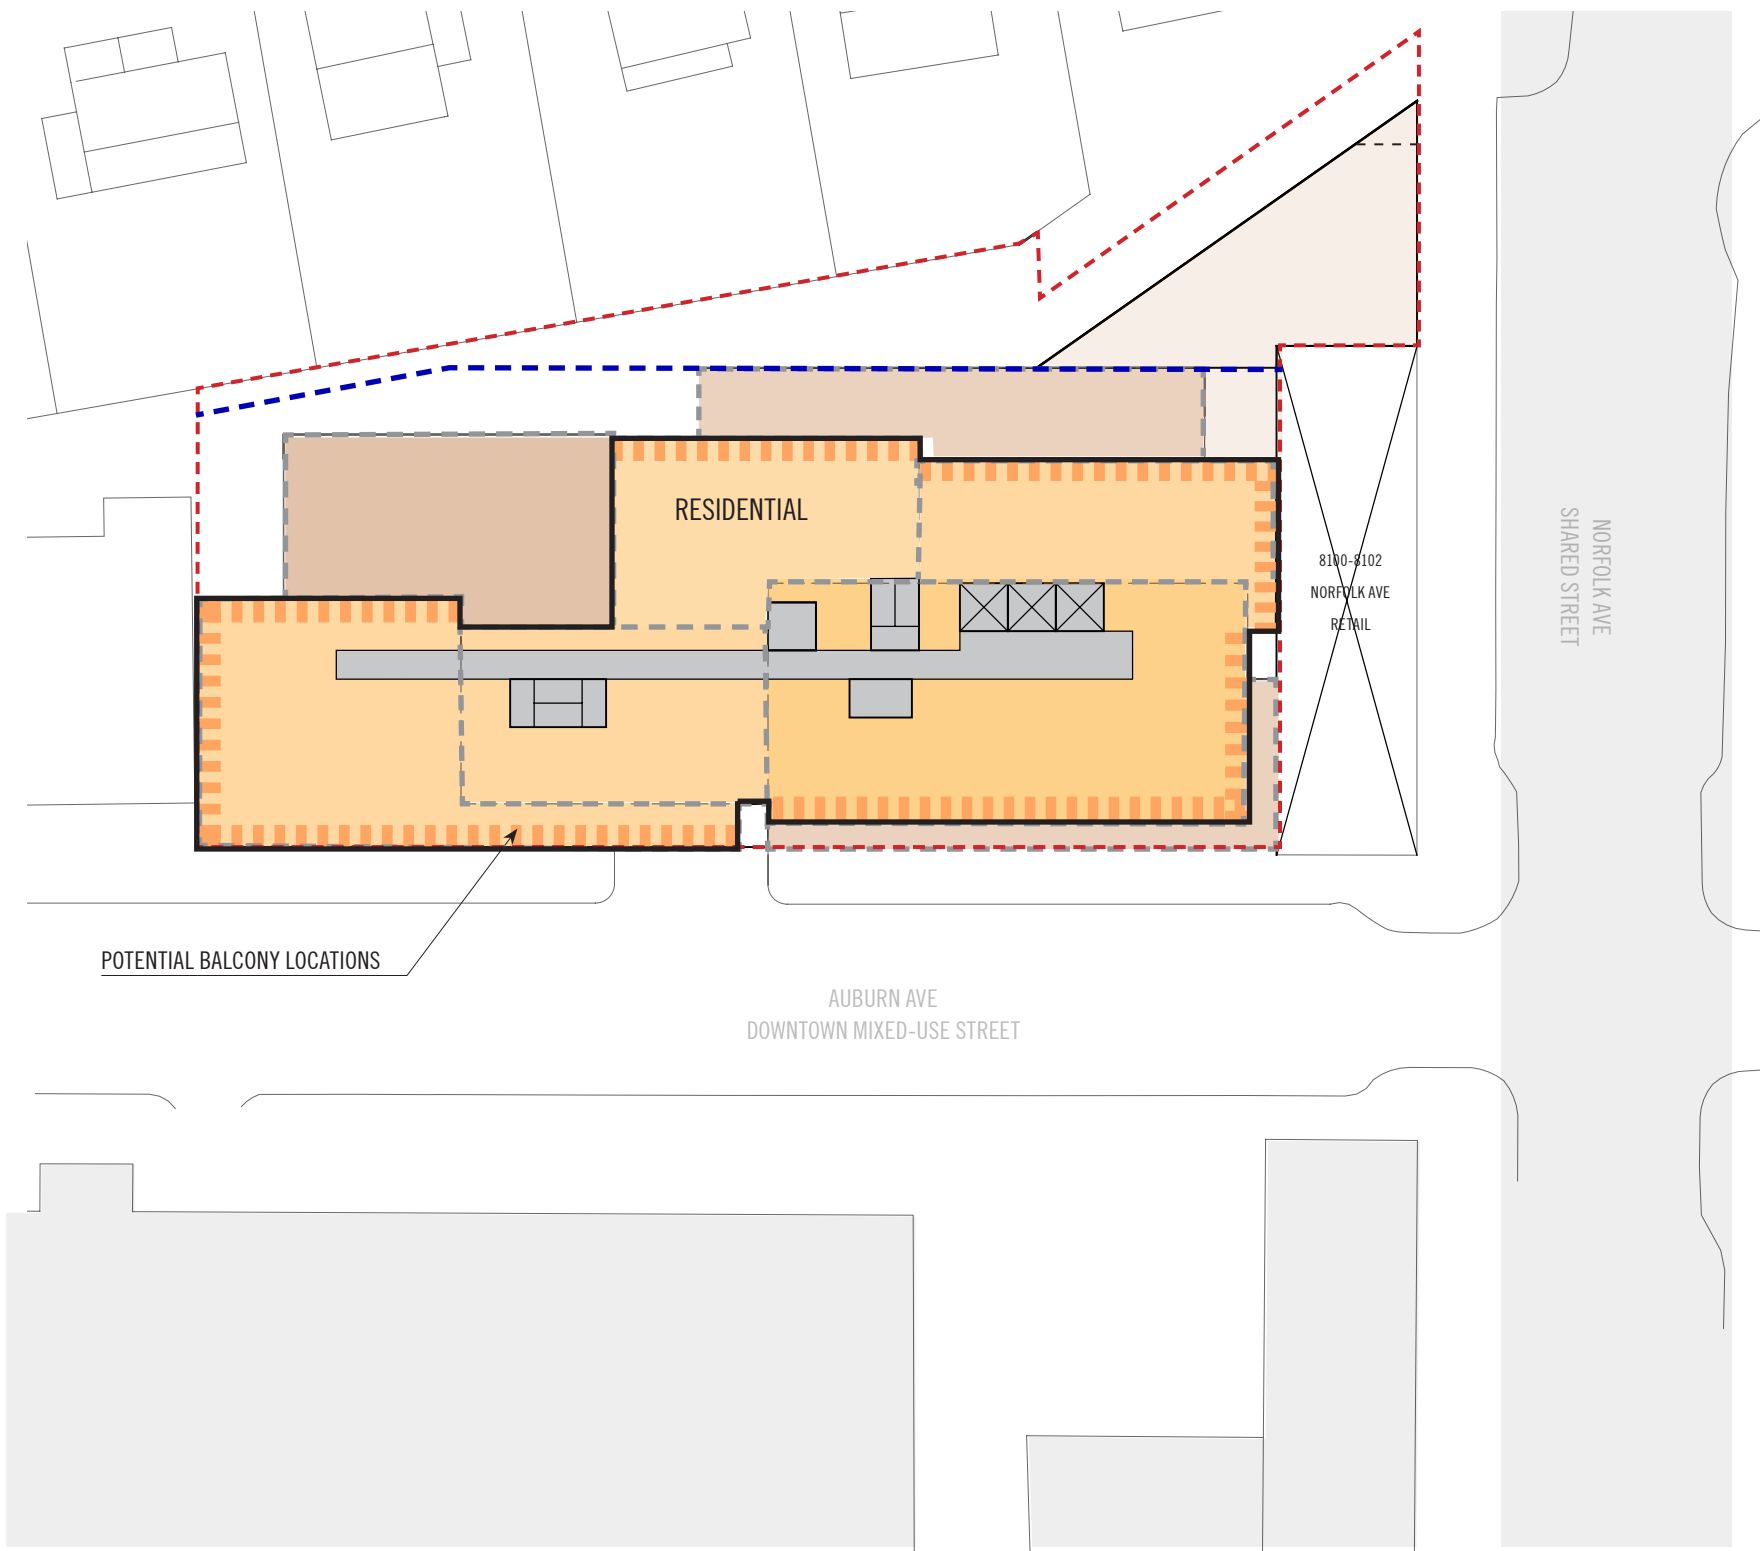 RESIDENTIAL
8100-8102
NORFOLK AVE
RETAIL
NORFOLK AVE
SHARED STREET
POTENTIAL BALCONY LOCATIONS
AUBURN AVE
DOWNTOWN MIXED-USE STREET